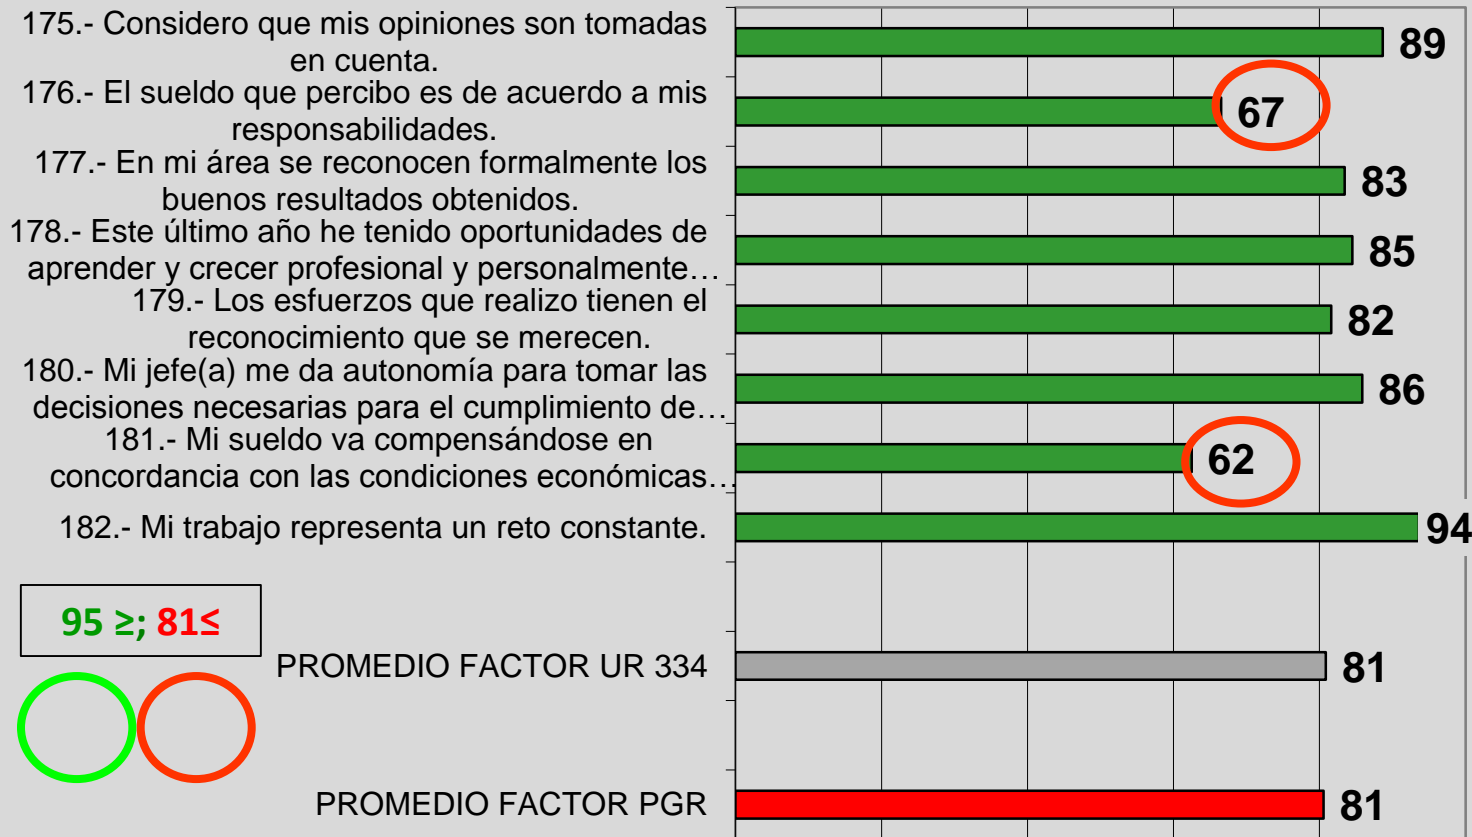 175.- Considero que mis opiniones son tomadas
en cuenta.
89
176.- El sueldo que percibo es de acuerdo a mis
responsabilidades.
67
177.- En mi área se reconocen formalmente los
buenos resultados obtenidos.
83
178.- Este último año he tenido oportunidades de
aprender y crecer profesional y personalmente…
85
179.- Los esfuerzos que realizo tienen el
reconocimiento que se merecen.
82
180.- Mi jefe(a) me da autonomía para tomar las
decisiones necesarias para el cumplimiento de…
86
181.- Mi sueldo va compensándose en
concordancia con las condiciones económicas…
62
182.- Mi trabajo representa un reto constante.
94
95 ≥; 81≤
PROMEDIO FACTOR UR 334
81
PROMEDIO FACTOR PGR
81